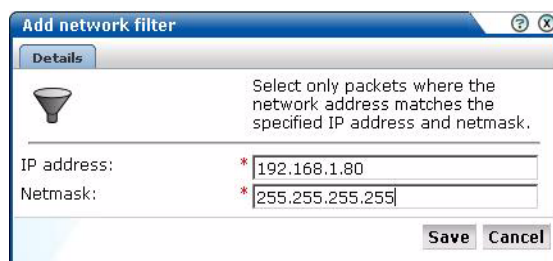 Add network filter
Details
Select only packets where the
network address matches the
specified IP address and netmask.
IP address: * 192.168.1.80
Netmask: * 255.255.255.255
Save Cancel